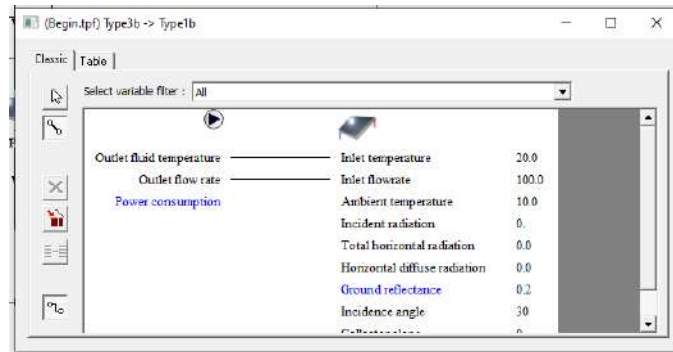 (Begin.tpf) Type3b -> Type1b
Classic Table
Select variable filter : All
Outlet fluid temperature Inlet temperature 20.0
Outlet flow rate Inlet flowrate 100.0
Power consumption Ambient temperature 10.0
Incident radiation 0.
Total horizontal radiation 0.0
Horizontal diffuse radiation 0.0
Ground reflectance 0.2
Incidence angle 30